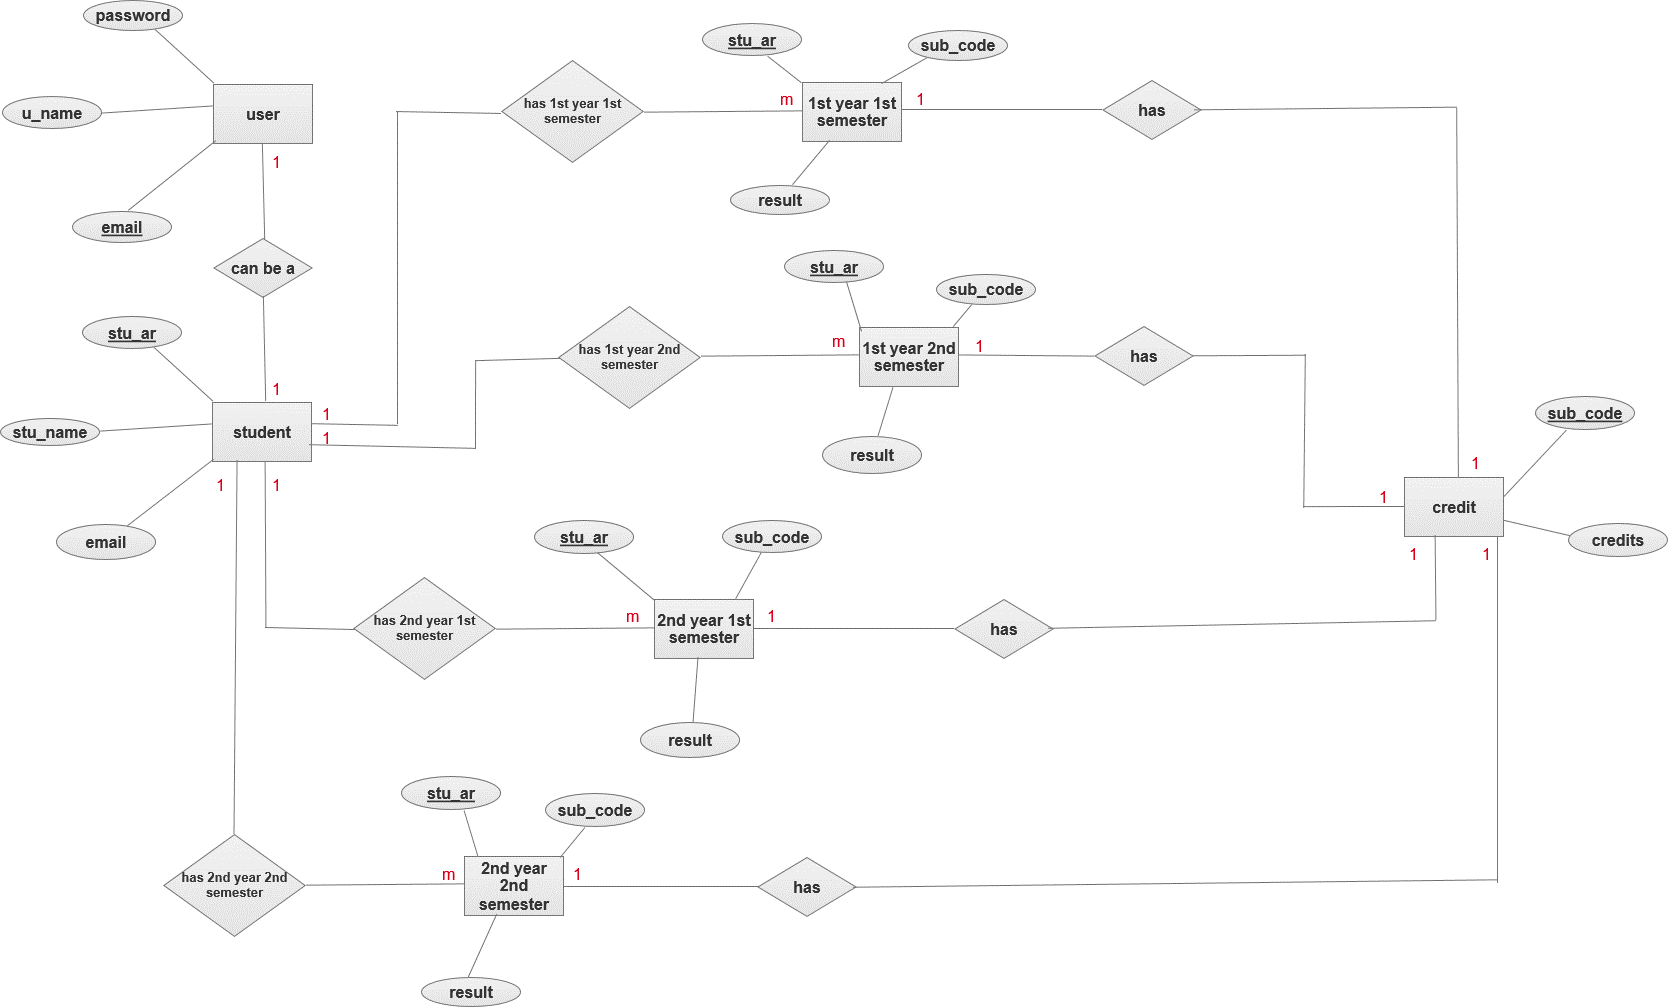 password
u_name
user
email
1
can be a
1
stu_ar
stu_name
student
email
1
1
1
1
has 1st year 1st
semester
m
stu_ar
sub_code
1st year 1st
semester
result
1
has
1
has 1st year 2nd
semester
m
stu_ar
sub_code
1st year 2nd
semester
result
1
has
1
sub_code
credit
credits
1
1
has 2nd year 1st
semester
m
stu_ar
sub_code
2nd year 1st
semester
result
1
has
has 2nd year 2nd
semester
m
stu_ar
sub_code
2nd year
2nd
semester
result
1
has